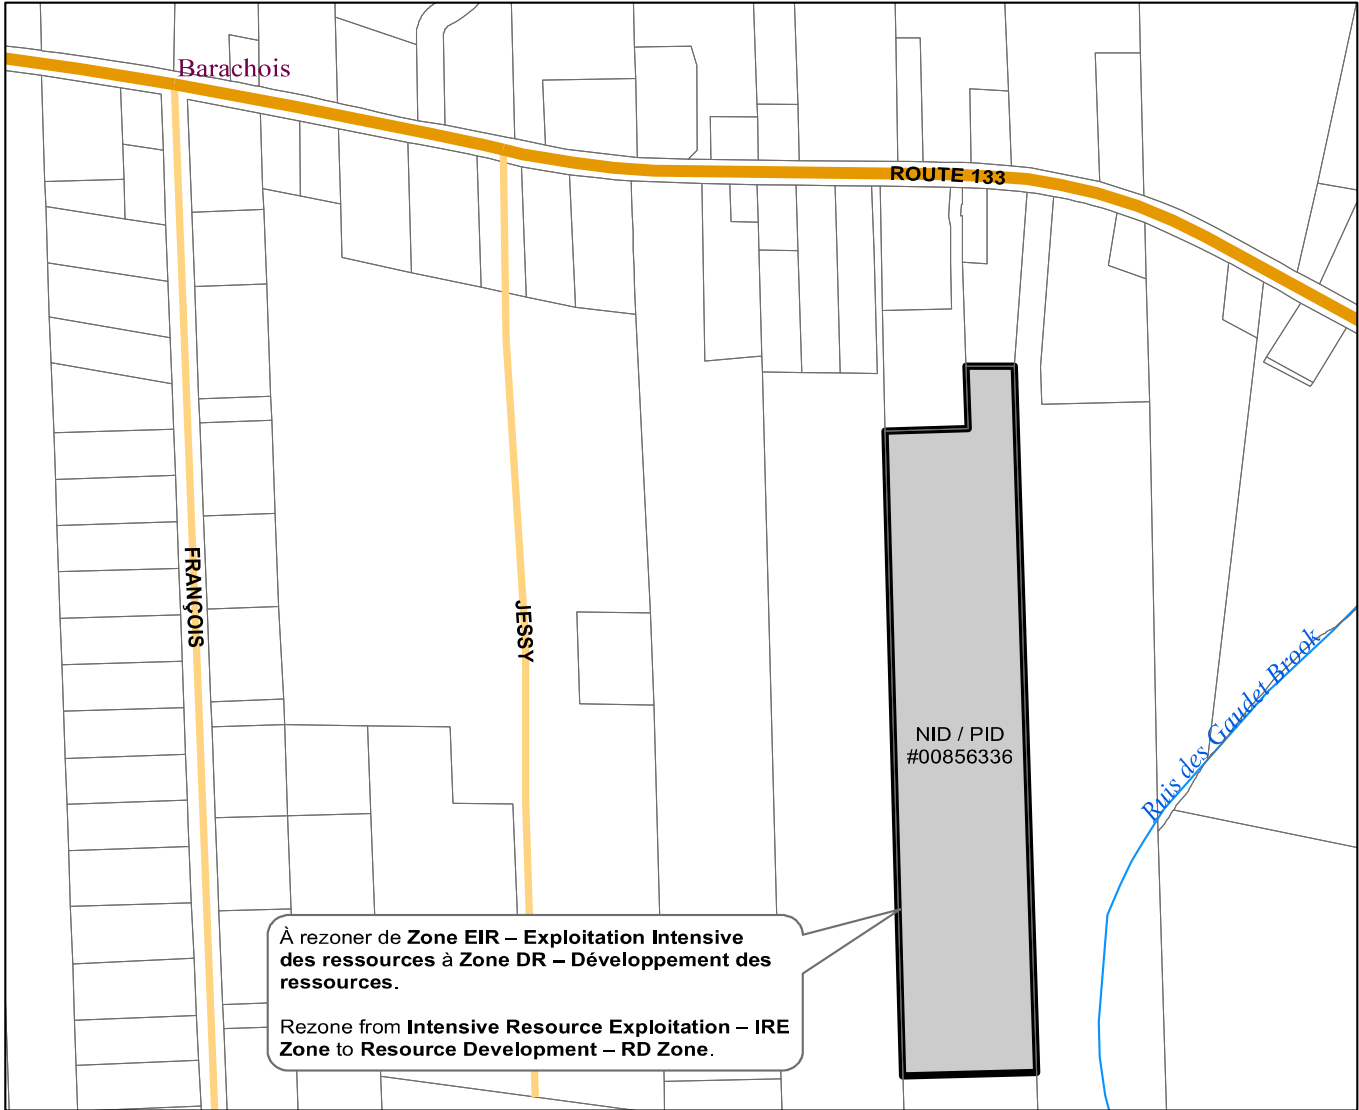 Barachois
ROUTE 133
FRANÇOIS
JESSY
NID / PID
#00856336
Ruis des Gaudet Brook
À rezoner de Zone EIR – Exploitation Intensive
des ressources à Zone DR – Développement des
ressources.
Rezone from Intensive Resource Exploitation – IRE
Zone to Resource Development – RD Zone.